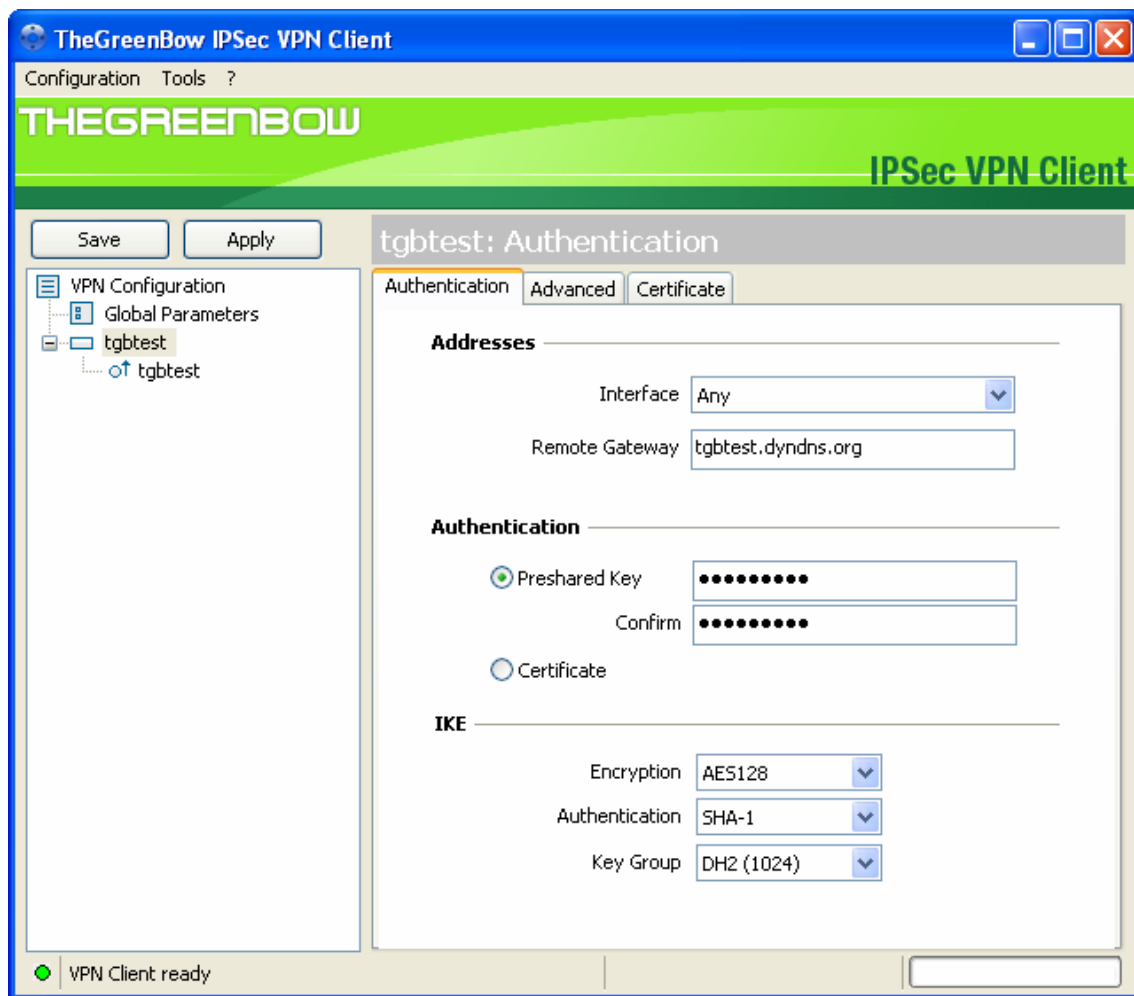 TheGreenBow IPSec VPN Client
Configuration Tools ?
THEGREENBOW
IPSec VPN Client
Save Apply
tgbtest: Authentication
VPN Configuration
Global Parameters
tgbtest
tgbtest
Authentication Advanced Certificate
Addresses
Interface Any
Remote Gateway tgbtest.dyndns.org
Authentication
Preshared Key •••••••••
Confirm •••••••••
Certificate
IKE
Encryption AES128
Authentication SHA-1
Key Group DH2 (1024)
VPN Client ready